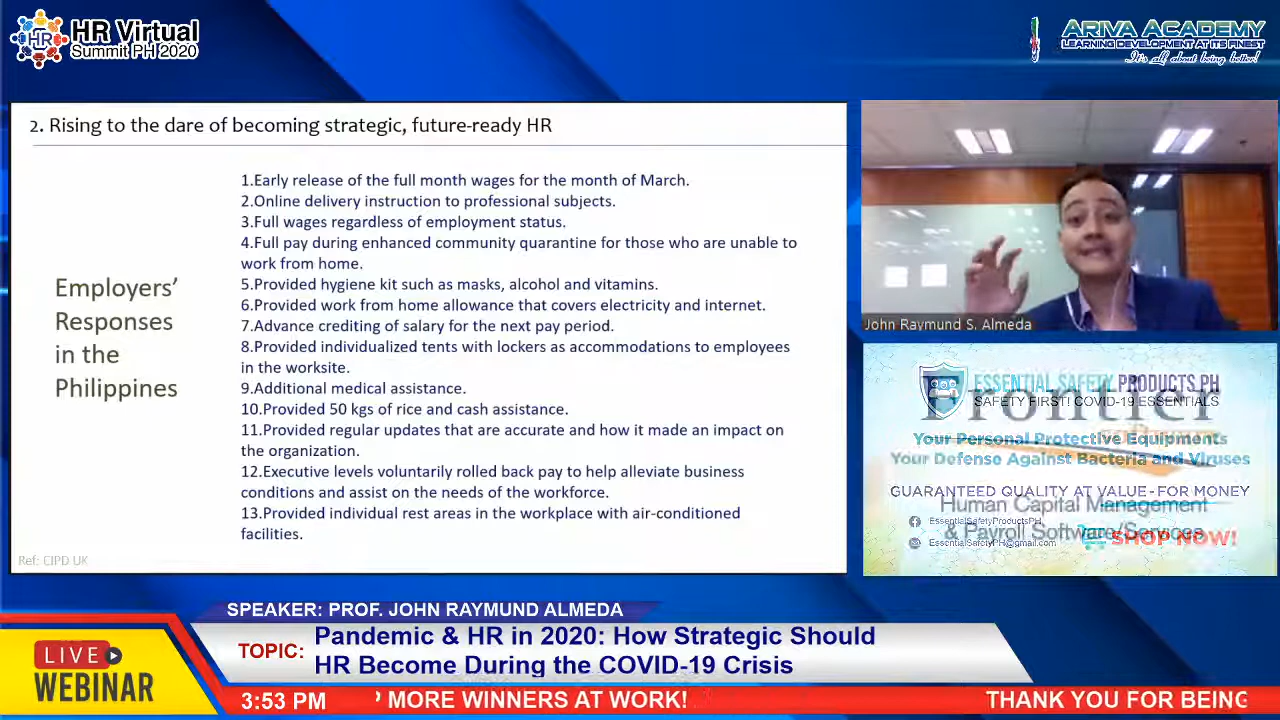 HR Virtual
Summit PH 2020
HR
ARIVA ACADEMY
LEARNING DEVELOPMENT AT ITS FINEST
It's all about being better!
2. Rising to the dare of becoming strategic, future-ready HR
Employers'
Responses
in the
Philippines
1.Early release of the full month wages for the month of March.
2.Online delivery instruction to professional subjects.
3.Full wages regardless of employment status.
4.Full pay during enhanced community quarantine for those who are unable to
work from home.
5.Provided hygiene kit such as masks, alcohol and vitamins.
6.Provided work from home allowance that covers electricity and internet.
7.Advance crediting of salary for the next pay period.
8.Provided individualized tents with lockers as accommodations to employees
in the worksite.
9.Additional medical assistance.
10.Provided 50 kgs of rice and cash assistance.
11.Provided regular updates that are accurate and how it made an impact on
the organization.
12.Executive levels voluntarily rolled back pay to help alleviate business
conditions and assist on the needs of the workforce.
13.Provided individual rest areas in the workplace with air-conditioned
facilities.
Ref: CIPD UK
John Raymund S. Almeda
ESSENTIAL SAFETY PRODUCTS PH
SAFETY FIRST! COVID-19 ESSENTIALS
Frontier
Your Personal Protective Equipments
Your Defense Against Bacteria and Viruses
GUARANTEED QUALITY AT VALUE-FOR MONEY
Human Capital Management
& Payroll Software/Services
EssentialSafetyProductsPH
EssentialSafetyPH@gmail.com
SHOP NOW!
SPEAKER: PROF. JOHN RAYMUND ALMEDA
TOPIC:
Pandemic & HR in 2020: How Strategic Should
HR Become During the COVID-19 Crisis
LIVE
WEBINAR
3:53 PM
MORE WINNERS AT WORK!
THANK YOU FOR BEING